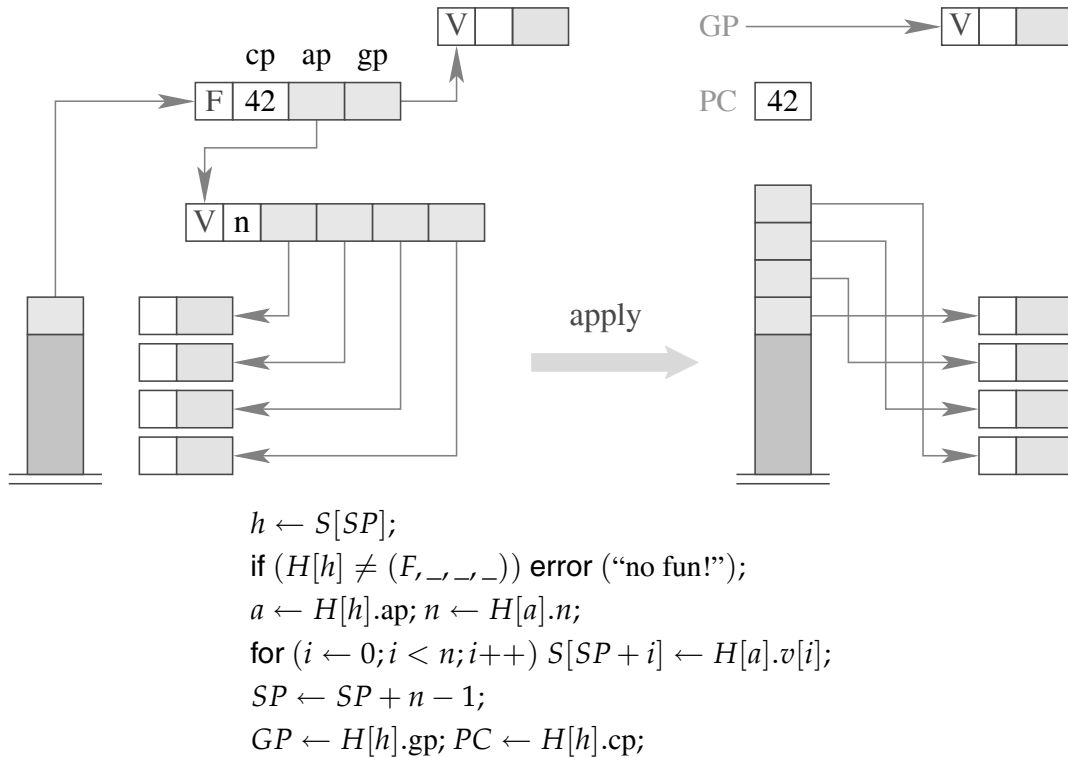 V
GP
V
cp ap gp
F 42
PC 42
V n
apply
h ← S[SP];
if (H[h] ≠ (F,_,_,_)) error (“no fun!”);
a ← H[h].ap; n ← H[a].n;
for (i ← 0; i < n; i++) S[SP + i] ← H[a].v[i];
SP ← SP + n − 1;
GP ← H[h].gp; PC ← H[h].cp;